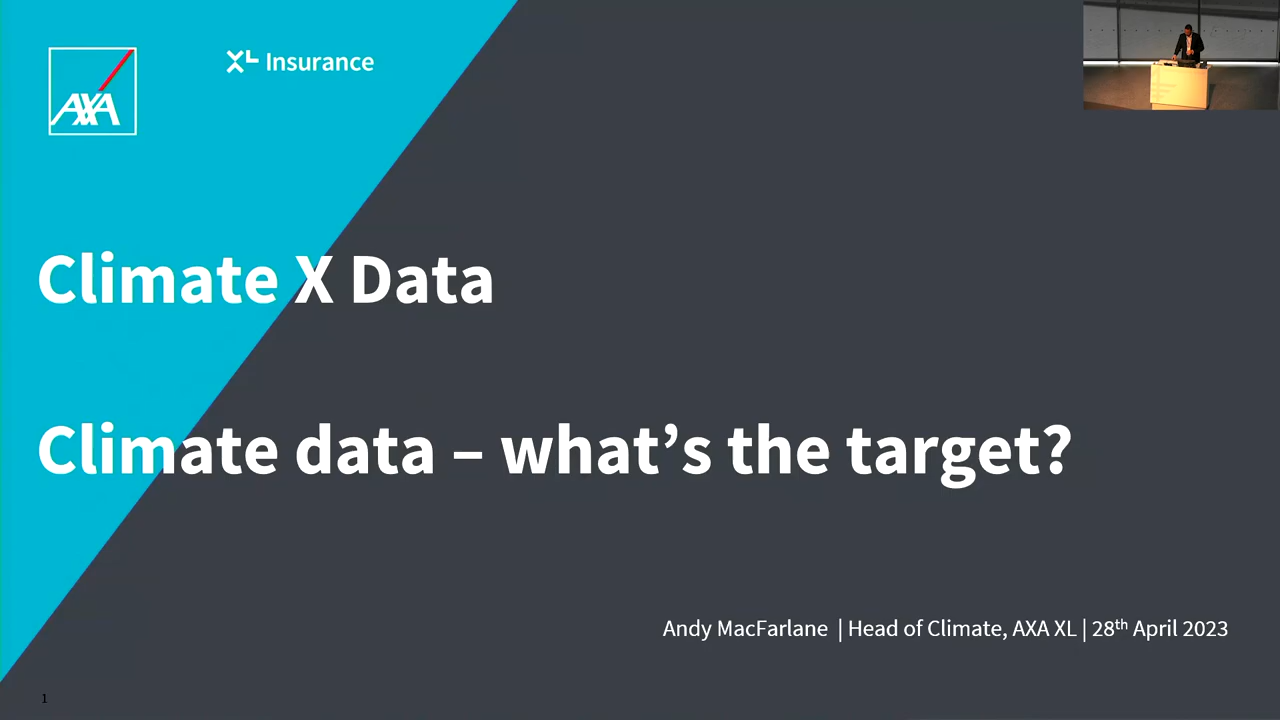 AXA
XL Insurance
Climate X Data
Climate data – what’s the target?
Andy MacFarlane | Head of Climate, AXA XL | 28th April 2023
1